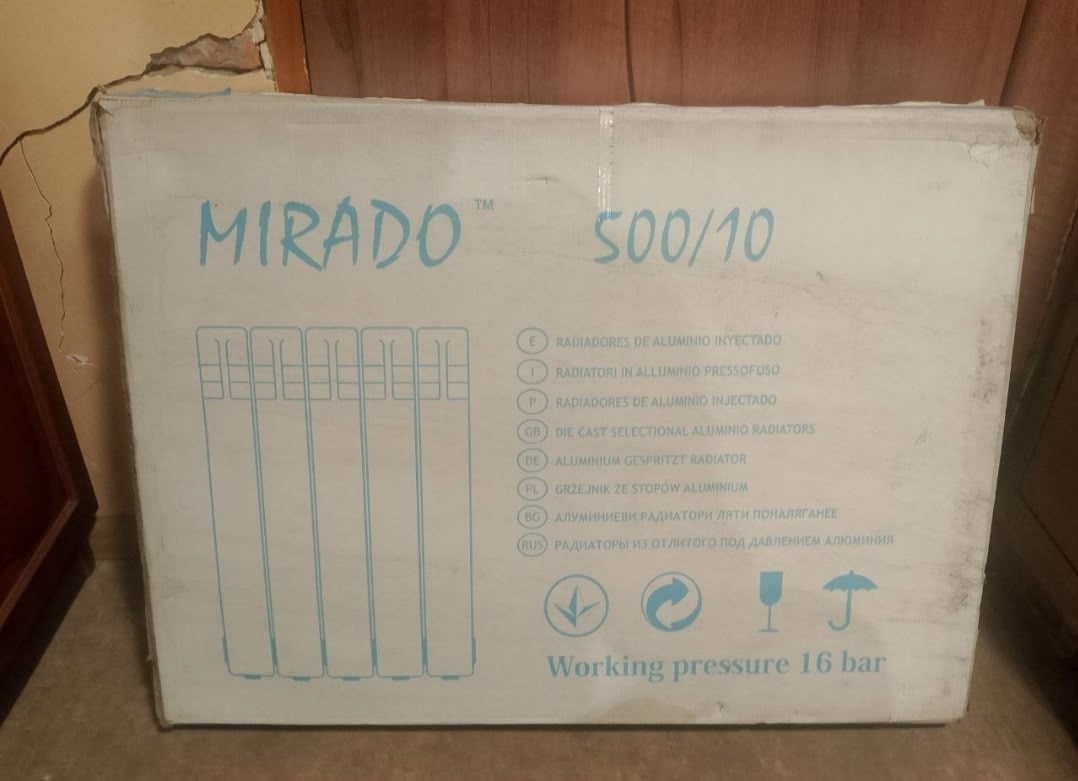 MIRADO™ 500/10
E RADIADORES DE ALUMINIO INYECTADO
I RADIATORI IN ALLUMINIO PRESSOFUSO
P RADIADORES DE ALUMINIO INJECTADO
GB DIE CAST SELECTIONAL ALUMINIO RADIATORS
DE ALUMINIUM GESPRITZT RADIATOR
PL GRZEJNIK ZE STOPÓW ALUMINIUM
BG АЛУМИНИЕВИ РАДИАТОРИ ЛЯТИ ПОНАЛЯГАНЕЕ
RUS РАДИАТОРЫ ИЗ ОТЛИТОГО ПОД ДАВЛЕНИЕМ АЛЮМИНИЯ
Working pressure 16 bar